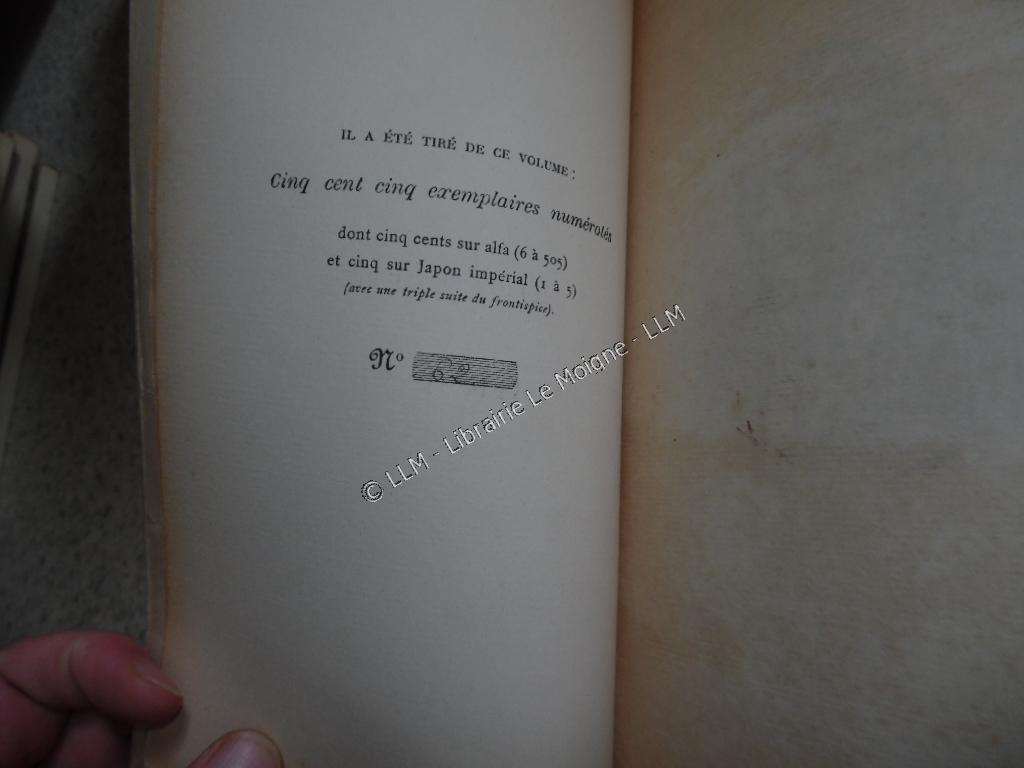 IL A ÉTÉ TIRÉ DE CE VOLUME :
Cinq cent cinq exemplaires numérotés
dont cinq cents sur alfa (6 à 505)
et cinq sur Japon impérial (1 à 5)
(avec une triple suite du frontispice).
Nº
© LLM - Librairie Le Moigne - LLM